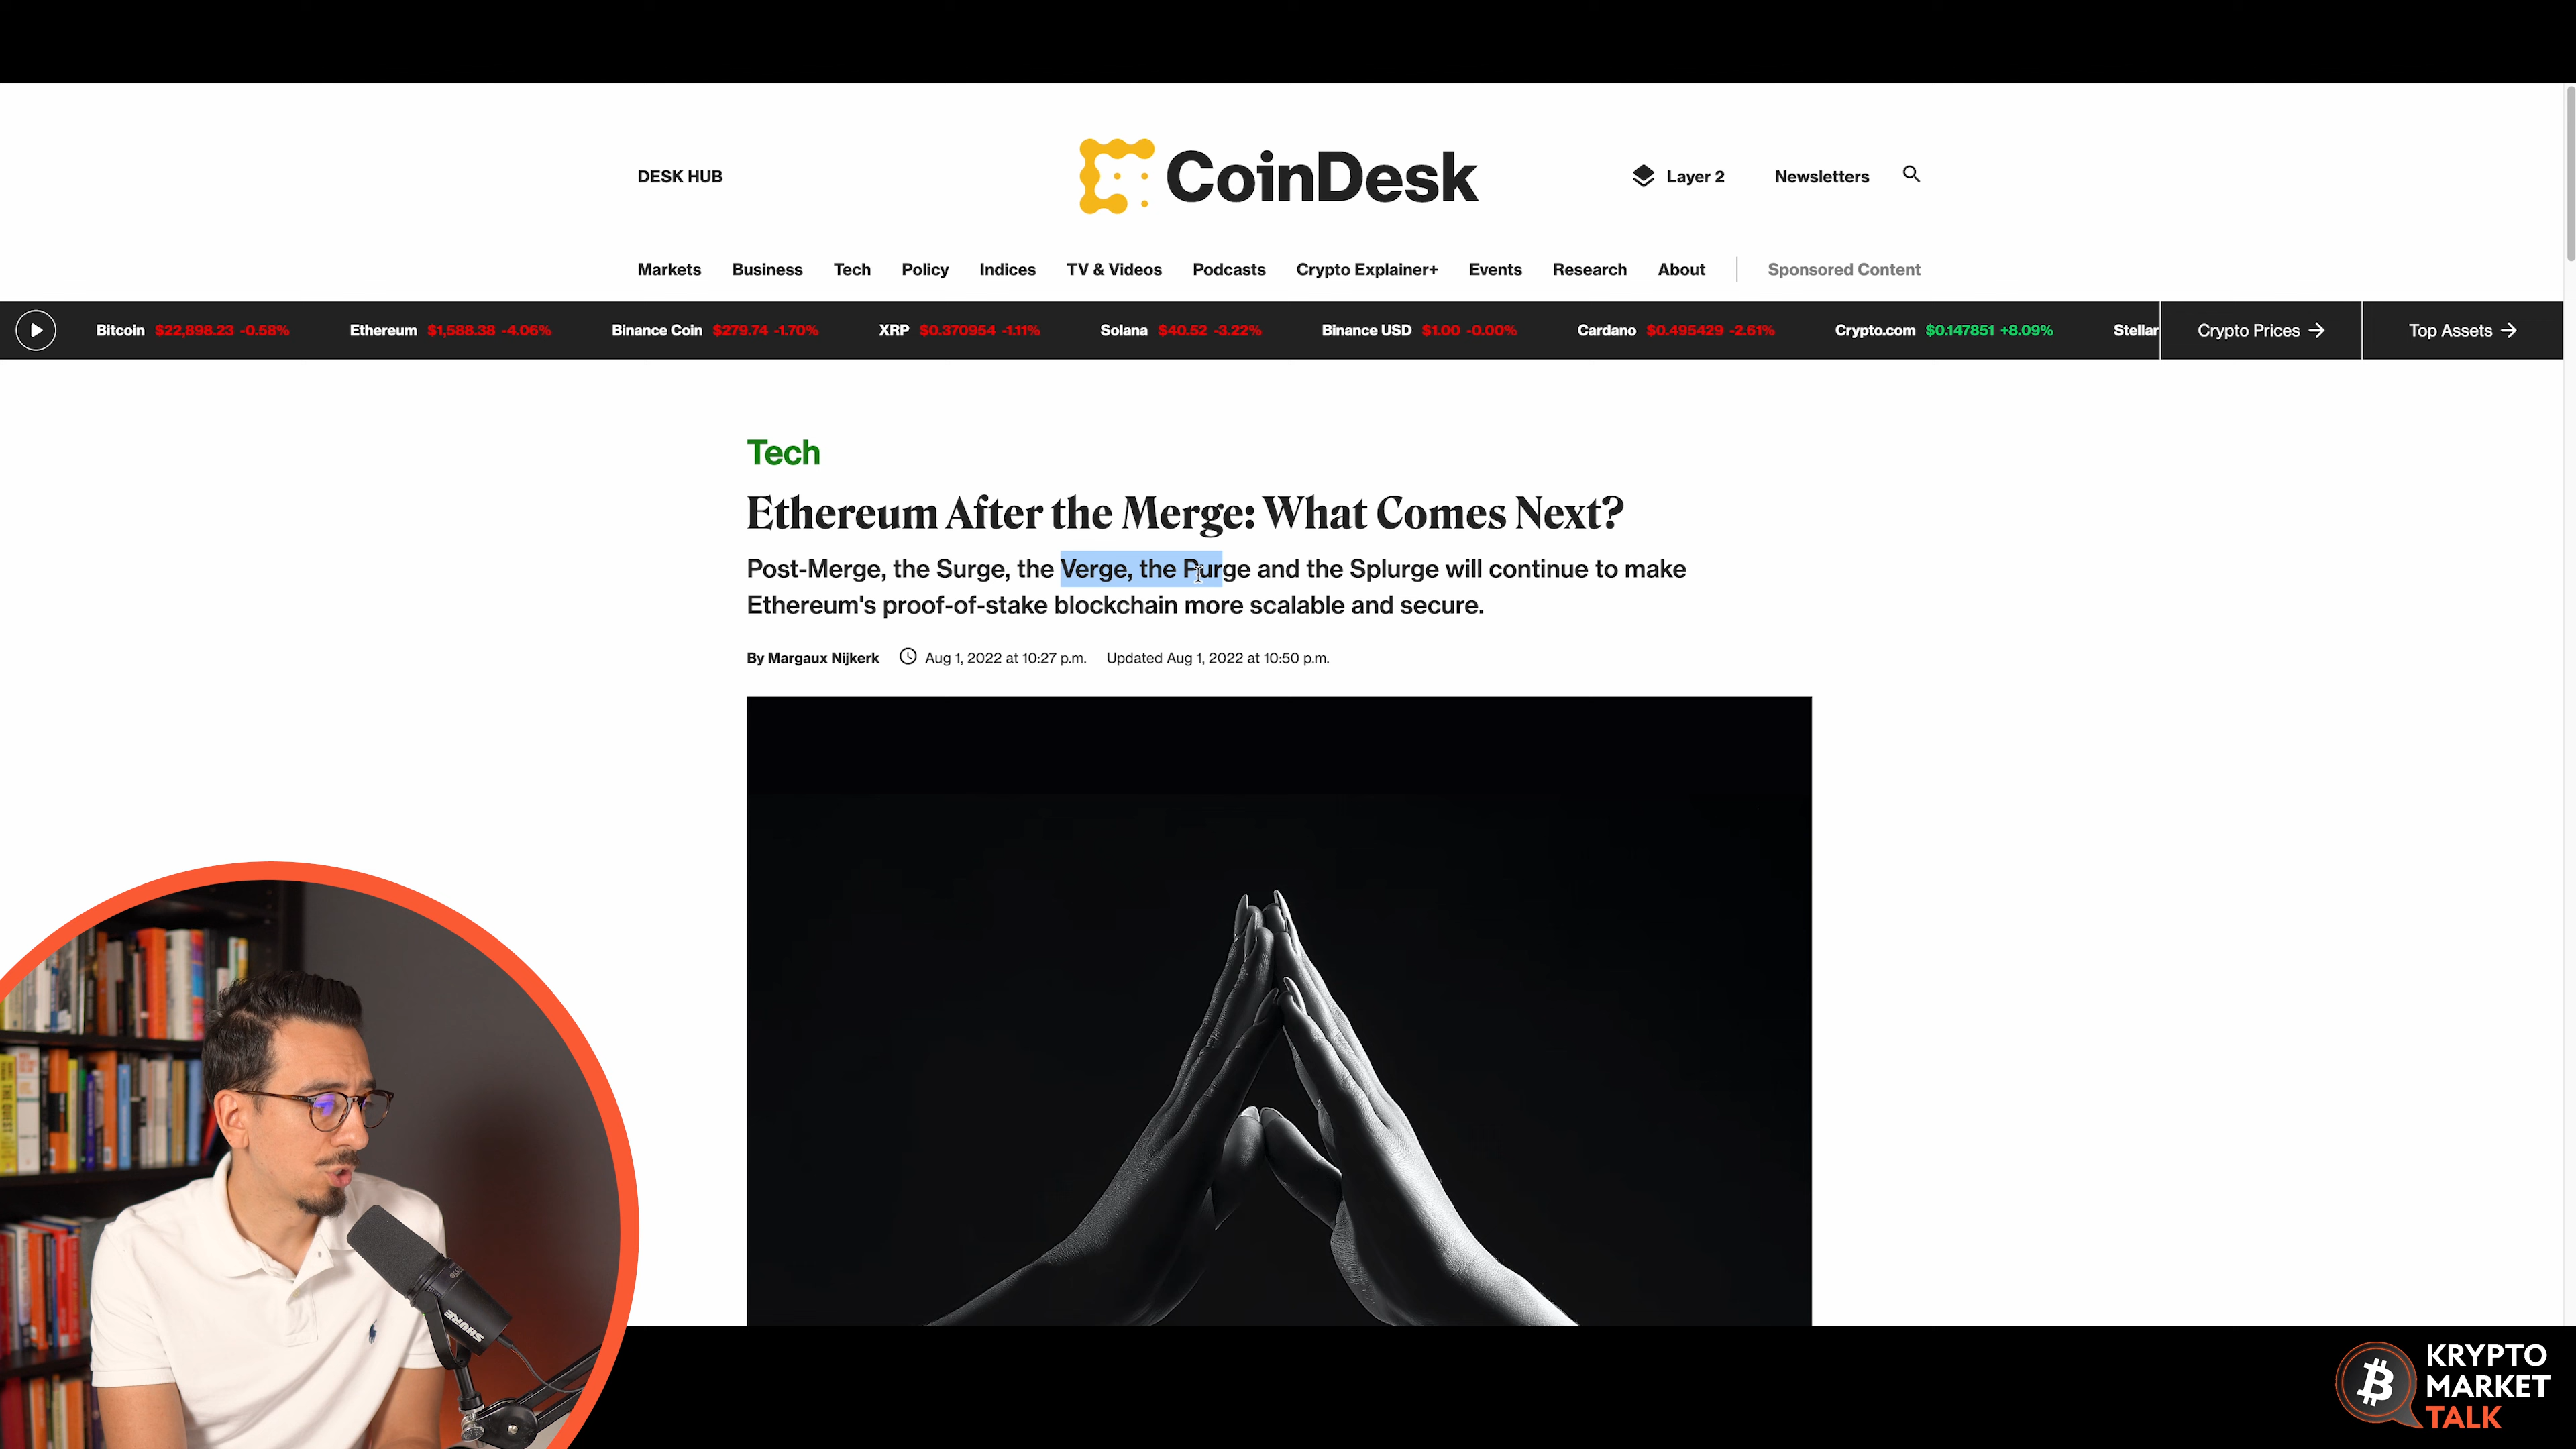 DESK HUB
CoinDesk
Layer 2
Newsletters
Markets Business Tech Policy Indices TV & Videos Podcasts Crypto Explainer+ Events Research About Sponsored Content
Bitcoin $22,898.23 -0.58% Ethereum $1,588.38 -4.06% Binance Coin $279.74 -1.70% XRP $0.370954 -1.11% Solana $40.52 -3.22% Binance USD $1.00 -0.00% Cardano $0.495429 -2.61% Crypto.com $0.147851 +8.09% Stellar Crypto Prices → Top Assets →
Tech
Ethereum After the Merge: What Comes Next?
Post-Merge, the Surge, the Verge, the Purge and the Splurge will continue to make
Ethereum's proof-of-stake blockchain more scalable and secure.
By Margaux Nijkerk Aug 1, 2022 at 10:27 p.m. Updated Aug 1, 2022 at 10:50 p.m.
SHURE
KRYPTO
MARKET
TALK